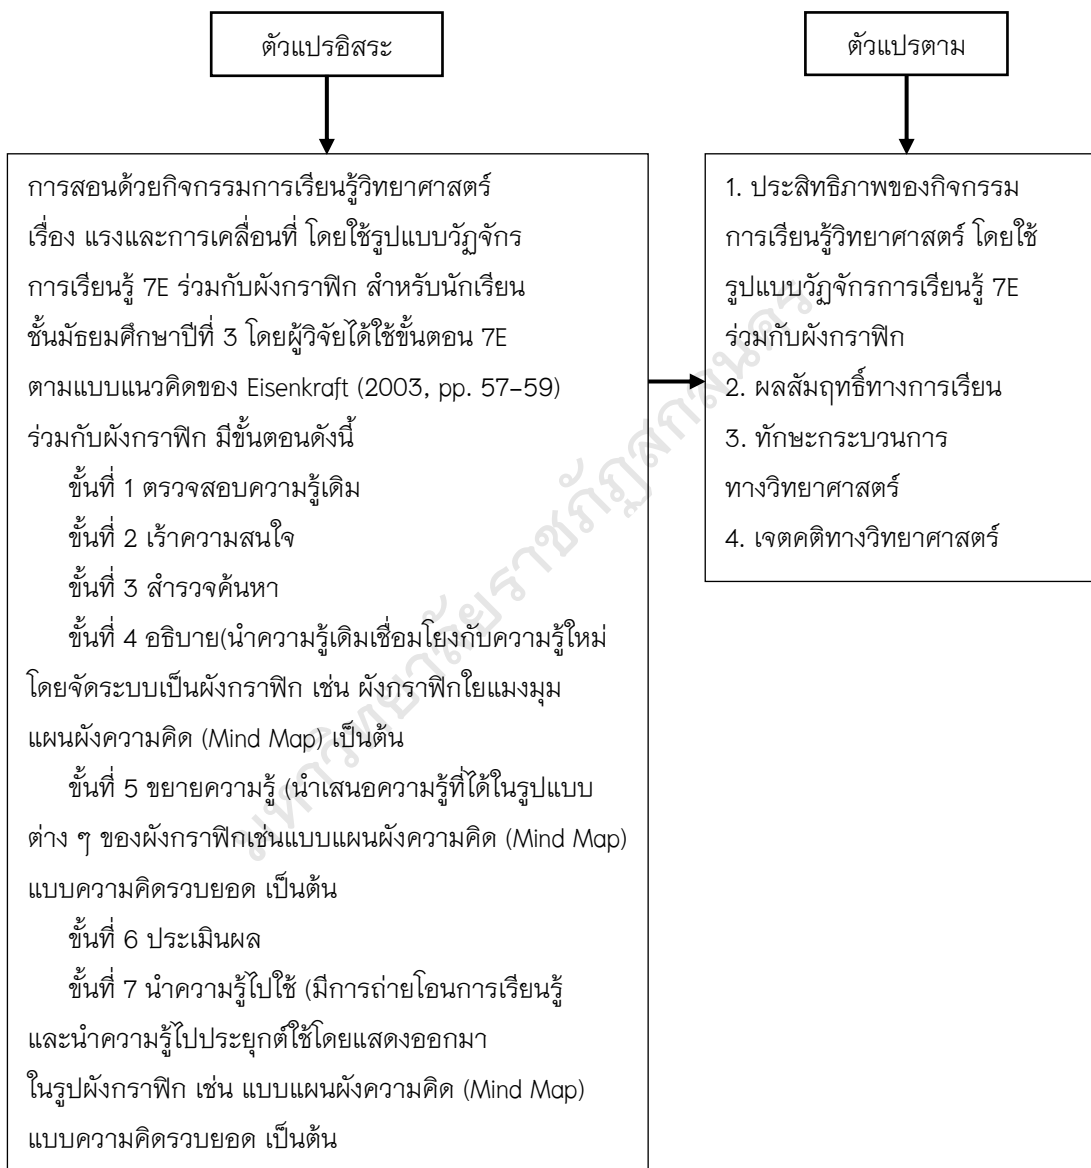 ตัวแปรอิสระ
การสอนด้วยกิจกรรมการเรียนรู้วิทยาศาสตร์
เรื่อง แรงและการเคลื่อนที่ โดยใช้รูปแบบวัฏจักร
การเรียนรู้ 7E ร่วมกับผังกราฟิก สำหรับนักเรียน
ชั้นมัธยมศึกษาปีที่ 3 โดยผู้วิจัยได้ใช้ขั้นตอน 7E
ตามแบบแนวคิดของ Eisenkraft (2003, pp. 57–59)
ร่วมกับผังกราฟิก มีขั้นตอนดังนี้
ขั้นที่ 1 ตรวจสอบความรู้เดิม
ขั้นที่ 2 เร้าความสนใจ
ขั้นที่ 3 สำรวจค้นหา
ขั้นที่ 4 อธิบาย(นำความรู้เดิมเชื่อมโยงกับความรู้ใหม่
โดยจัดระบบเป็นผังกราฟิก เช่น ผังกราฟิกใยแมงมุม
แผนผังความคิด (Mind Map) เป็นต้น
ขั้นที่ 5 ขยายความรู้ (นำเสนอความรู้ที่ได้ในรูปแบบ
ต่าง ๆ ของผังกราฟิกเช่นแบบแผนผังความคิด (Mind Map)
แบบความคิดรวบยอด เป็นต้น
ขั้นที่ 6 ประเมินผล
ขั้นที่ 7 นำความรู้ไปใช้ (มีการถ่ายโอนการเรียนรู้
และนำความรู้ไปประยุกต์ใช้โดยแสดงออกมา
ในรูปผังกราฟิก เช่น แบบแผนผังความคิด (Mind Map)
แบบความคิดรวบยอด เป็นต้น
ตัวแปรตาม
1. ประสิทธิภาพของกิจกรรม
การเรียนรู้วิทยาศาสตร์ โดยใช้
รูปแบบวัฏจักรการเรียนรู้ 7E
ร่วมกับผังกราฟิก
2. ผลสัมฤทธิ์ทางการเรียน
3. ทักษะกระบวนการ
ทางวิทยาศาสตร์
4. เจตคติทางวิทยาศาสตร์
มหาวิทยาลัยราชภัฏสกลนคร